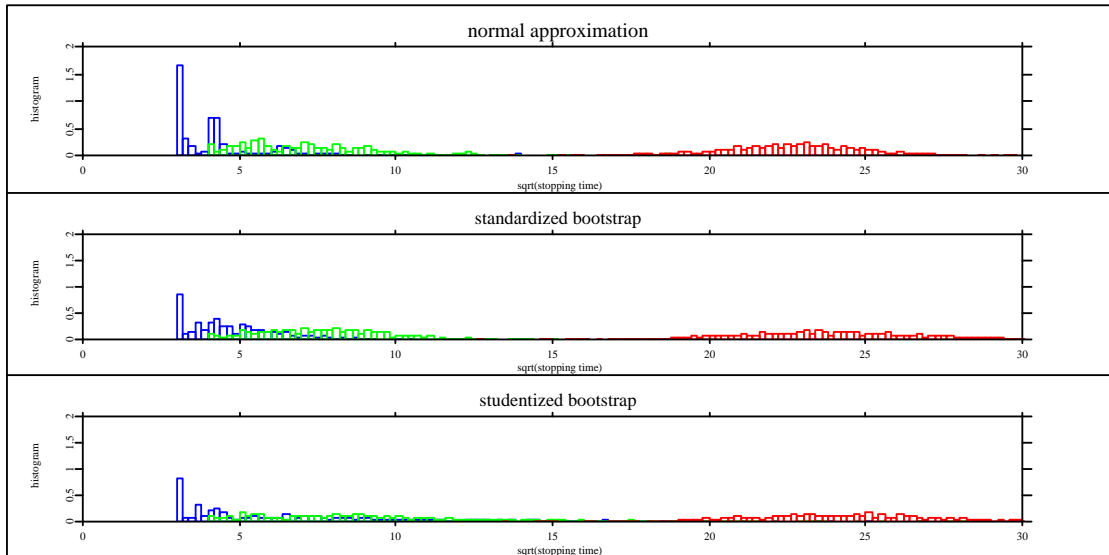 normal approximation
histogram
2
1.5
1
0.5
0
0 5 10 15 20 25 30
sqrt(stopping time)
standardized bootstrap
histogram
2
1.5
1
0.5
0
0 5 10 15 20 25 30
sqrt(stopping time)
studentized bootstrap
histogram
2
1.5
1
0.5
0
0 5 10 15 20 25 30
sqrt(stopping time)